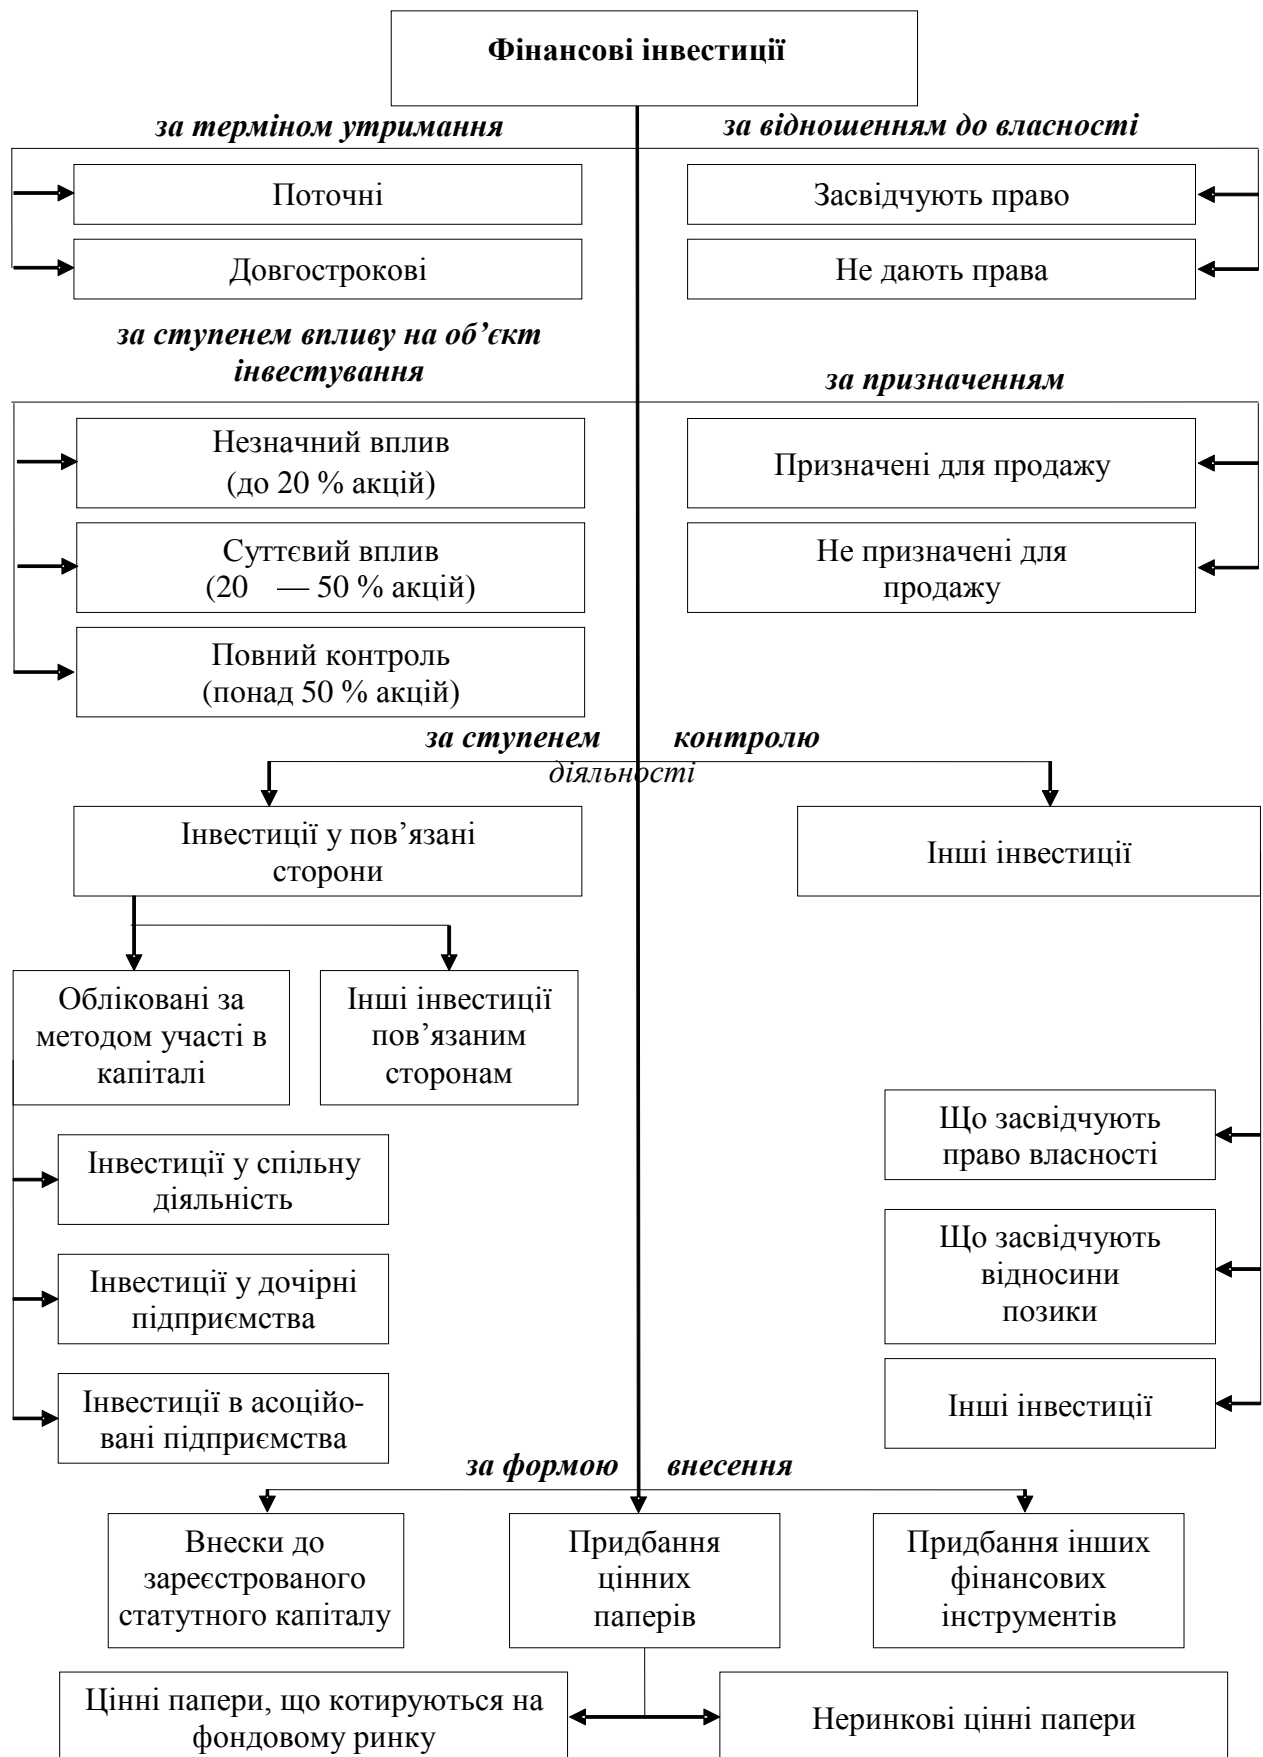 Фінансові інвестиції
за терміном утримання
за відношенням до власності
Поточні
Засвідчують право
Довгострокові
Не дають права
за ступенем впливу на об’єкт
інвестування
за призначенням
Незначний вплив
(до 20 % акцій)
Призначені для продажу
Суттєвий вплив
(20 — 50 % акцій)
Не призначені для
продажу
Повний контроль
(понад 50 % акцій)
за ступенем контролю
діяльності
Інвестиції у пов’язані
сторони
Інші інвестиції
Обліковані за
методом участі в
капіталі
Інші інвестиції
пов’язаним
сторонам
Що засвідчують
право власності
Інвестиції у спільну
діяльність
Що засвідчують
відносини
позики
Інвестиції у дочірні
підприємства
Інші інвестиції
Інвестиції в асоційо-
вані підприємства
за формою внесення
Внески до
зареєстрованого
статутного капіталу
Придбання
цінних
паперів
Придбання інших
фінансових
інструментів
Цінні папери, що котируються на
фондовому ринку
Неринкові цінні папери